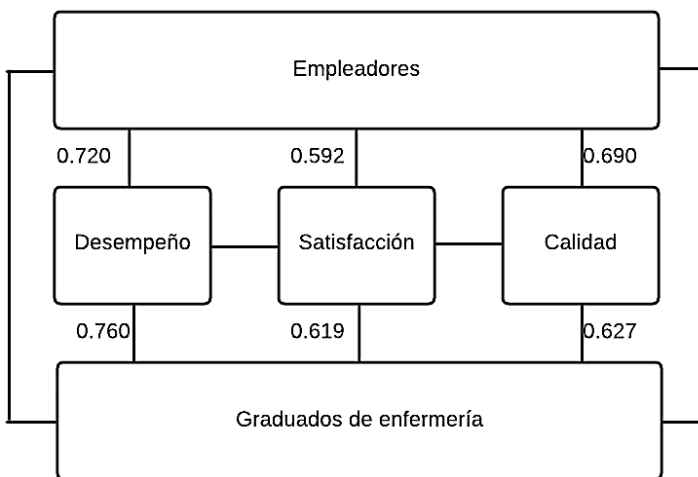 Empleadores
0.720 0.592 0.690
Desempeño Satisfacción Calidad
0.760 0.619 0.627
Graduados de enfermería